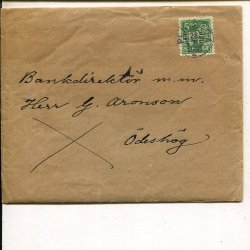 Bankdirektör m.m.
Herr G. Aronson
Ödeshög